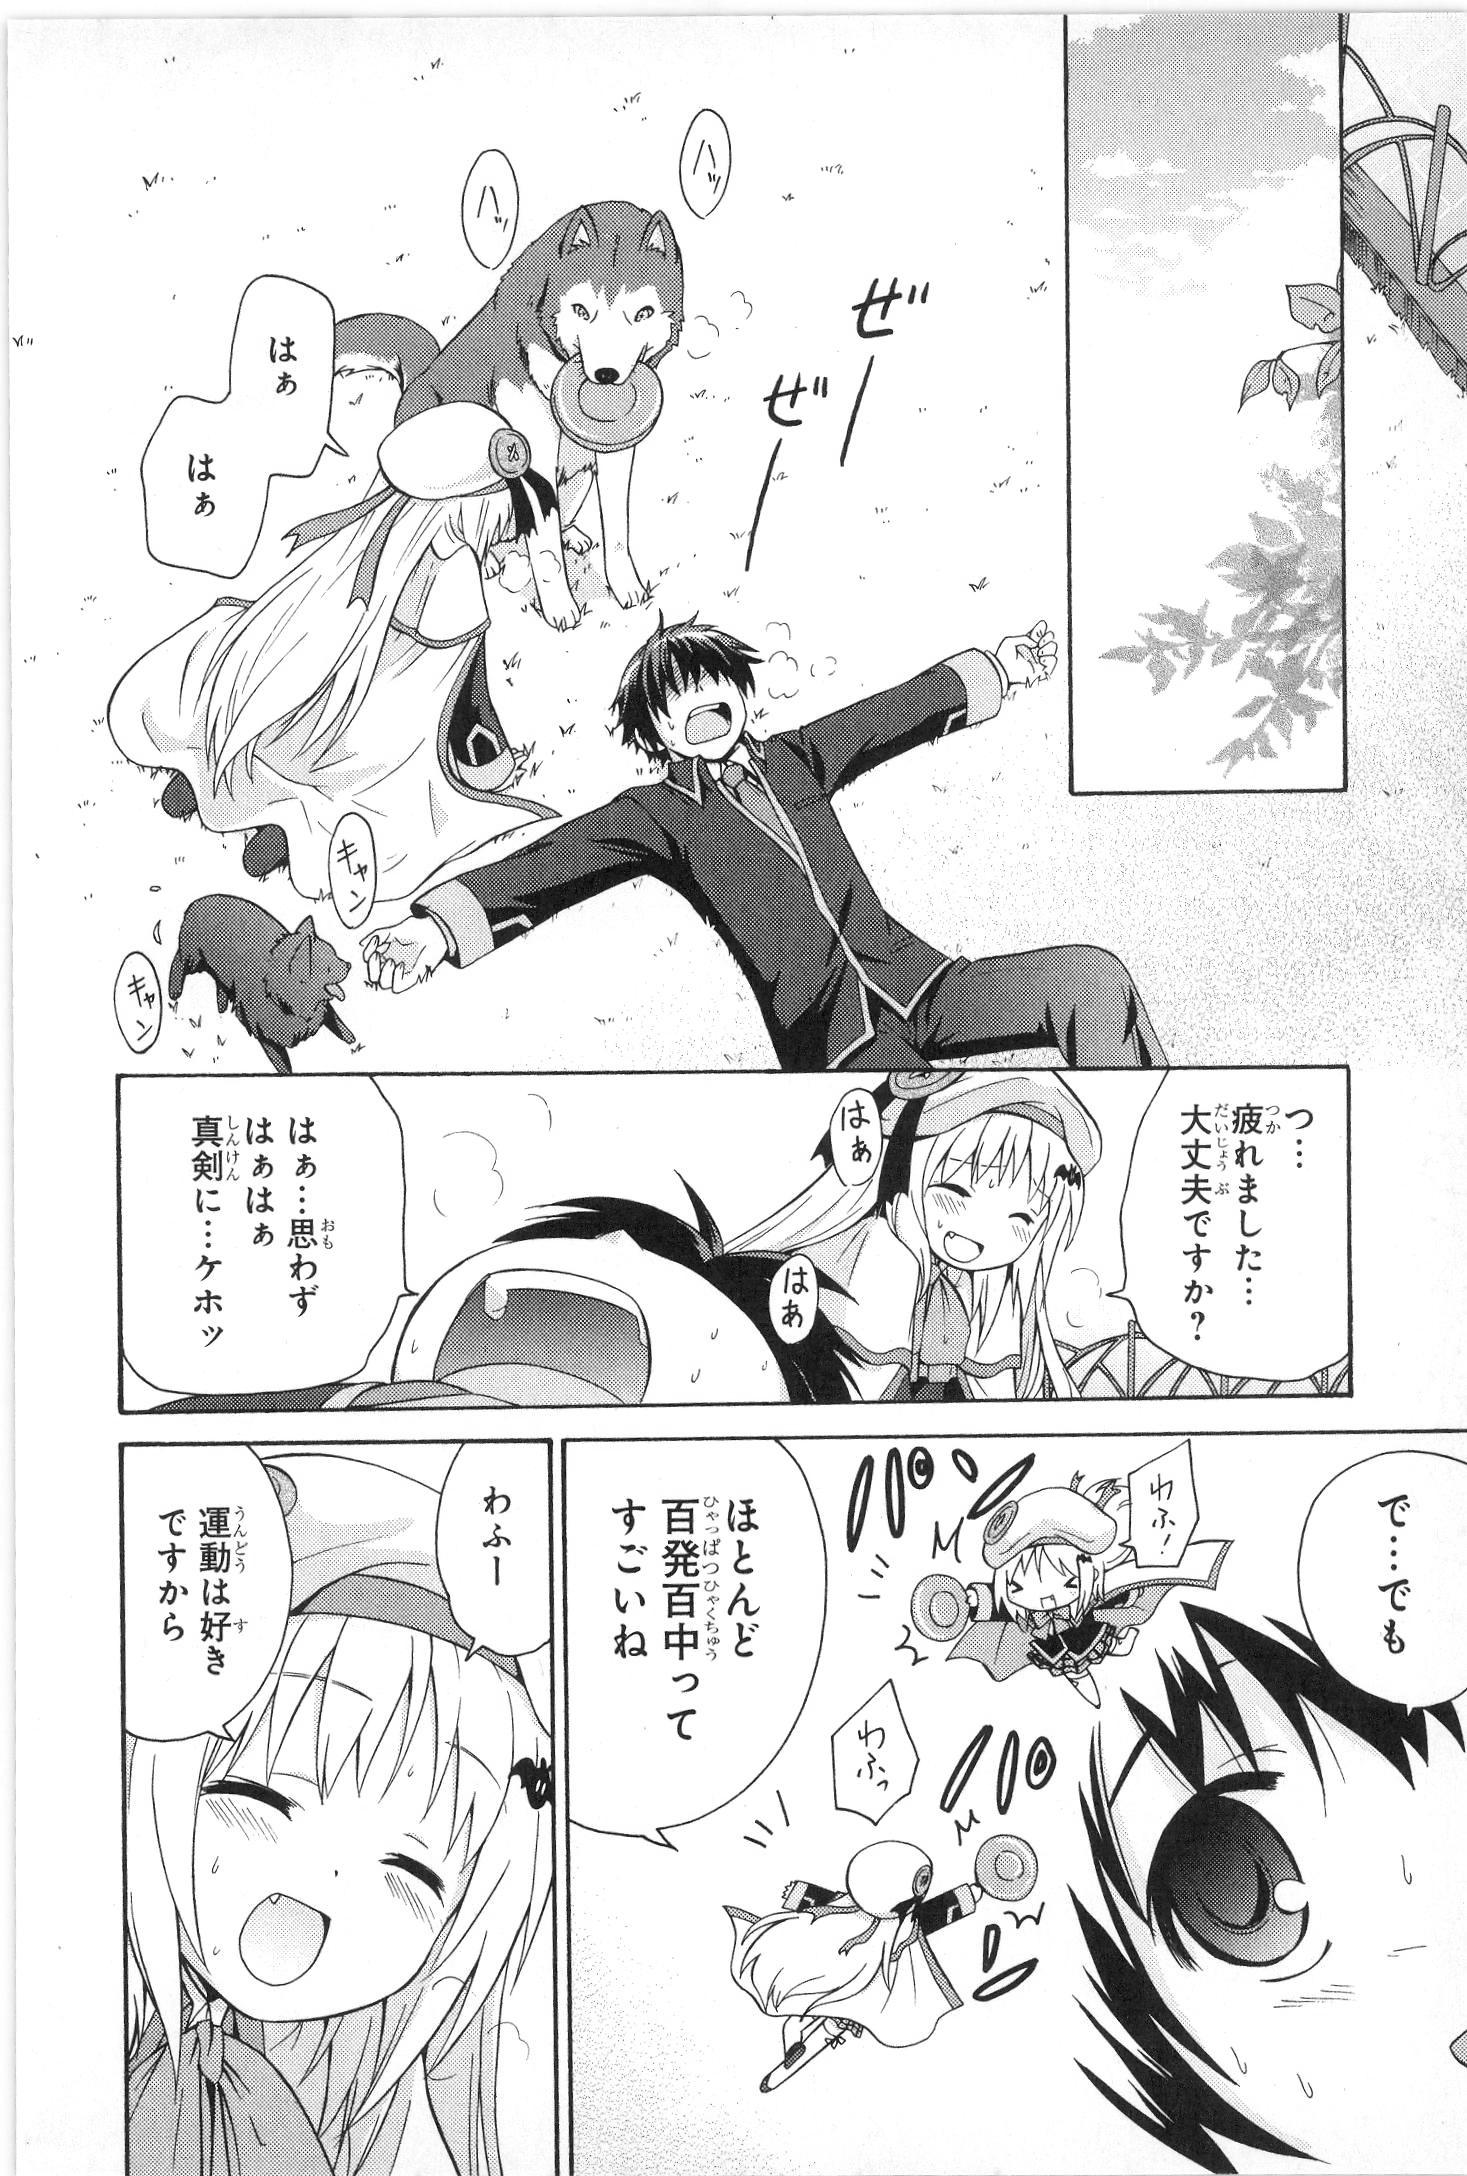 ハッ
ハッ
ぜー
ぜー
はぁ
はぁ
キャン
キャン
つ…
疲れました…
大丈夫ですか？
はぁ
はぁ
はぁ…思わず
はぁはぁ
真剣に…ケホッ
で…でも
わふ！
パシ
わふっ
パシ
ほとんど
百発百中って
すごいね
わふー
運動は好き
ですから